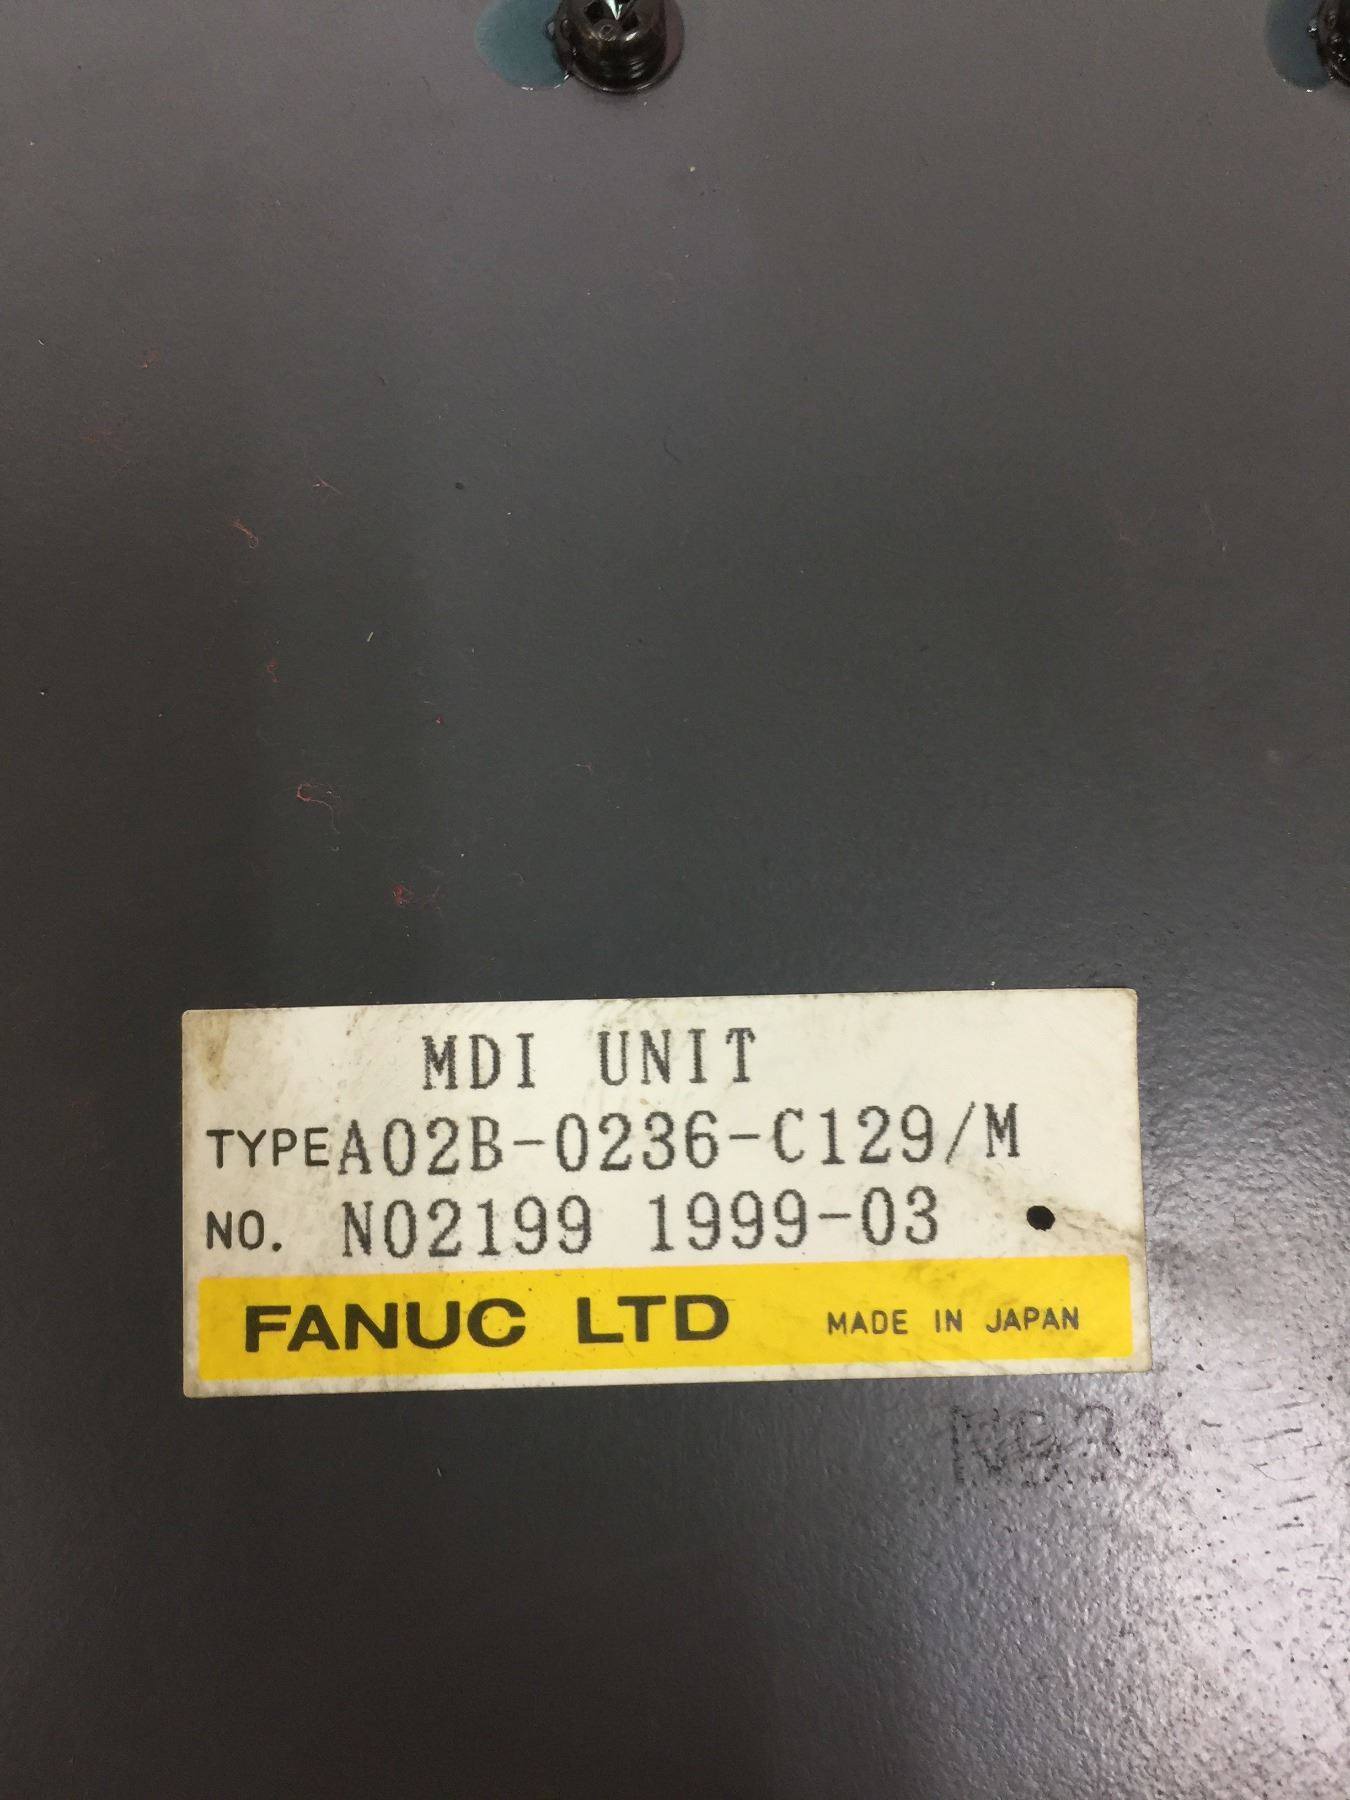 MDI UNIT
TYPE A02B-0236-C129/M
NO. N02199 1999-03
FANUC LTD MADE IN JAPAN